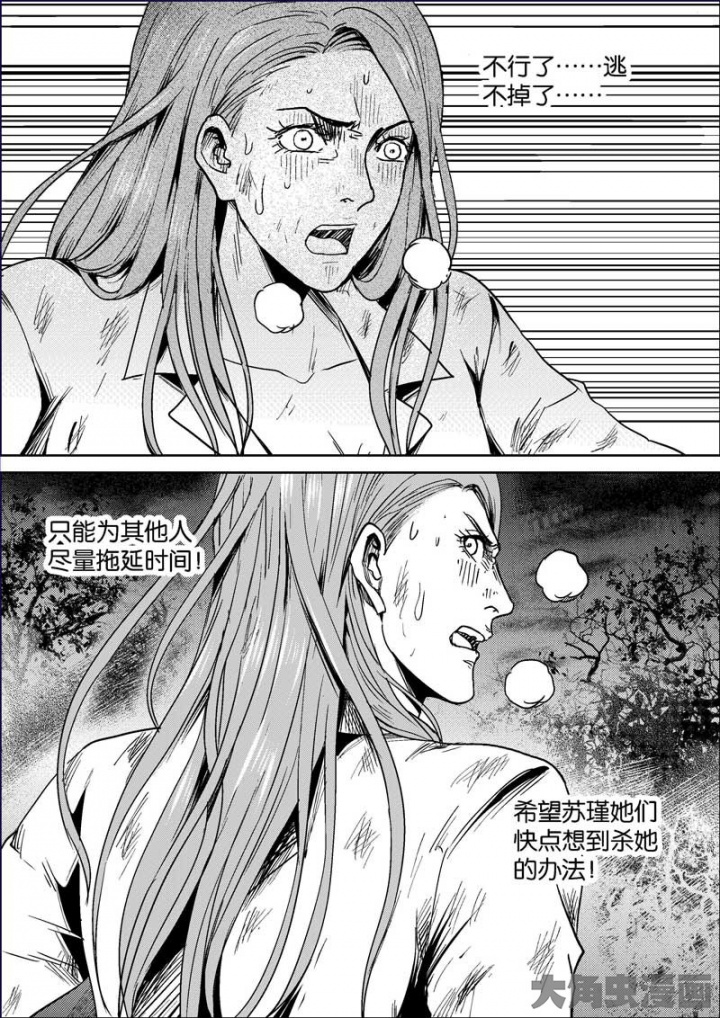 不行了……逃
不掉了……
只能为其他人
尽量拖延时间！
希望苏瑾她们
快点想到杀她
的办法！
大角虫漫画